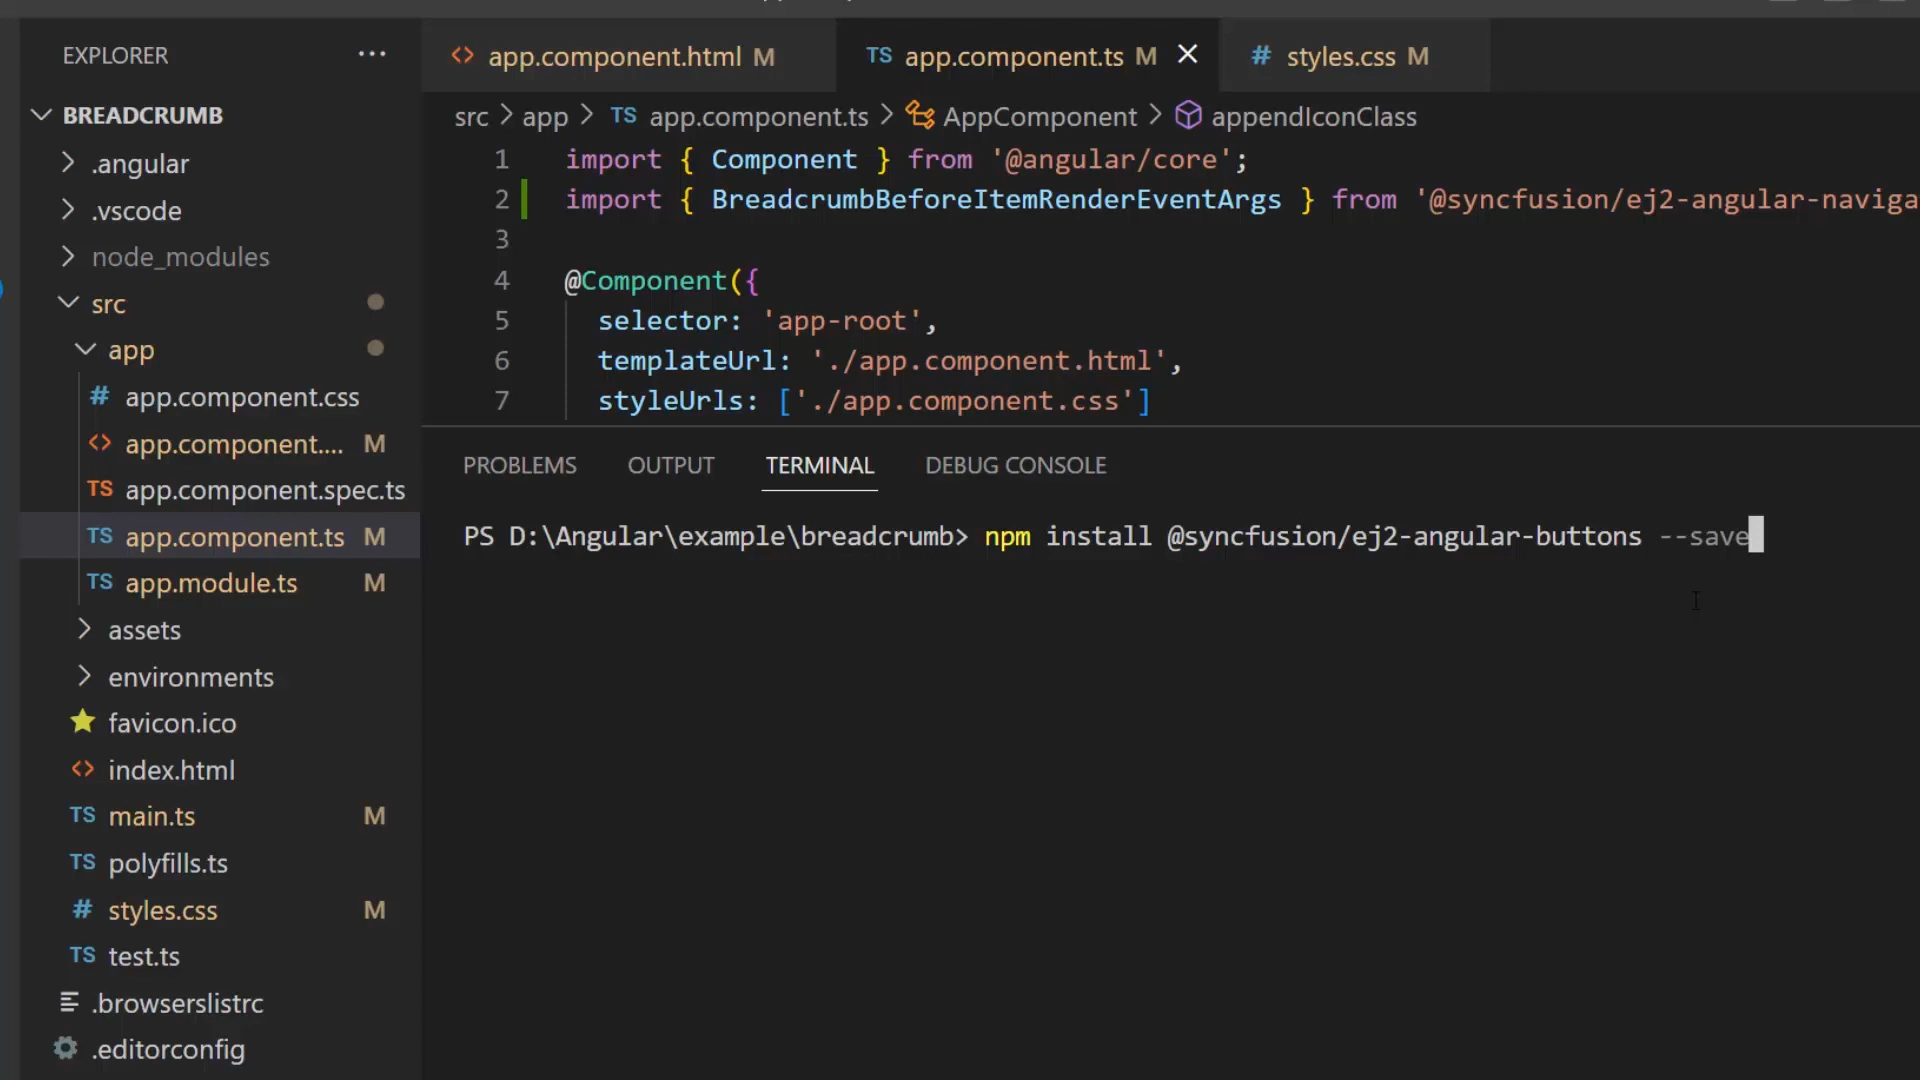 EXPLORER ···
BREADCRUMB
.angular
.vscode
node_modules
src
app
# app.component.css
<> app.component.... M
TS app.component.spec.ts
TS app.component.ts M
TS app.module.ts M
assets
environments
favicon.ico
<> index.html
TS main.ts M
TS polyfills.ts
# styles.css M
TS test.ts
.browserslistrc
.editorconfig
<> app.component.html M
TS app.component.ts M
# styles.css M
src > app > TS app.component.ts > AppComponent > appendIconClass
1 import { Component } from '@angular/core';
2 import { BreadcrumbBeforeItemRenderEventArgs } from '@syncfusion/ej2-angular-naviga
3
4 @Component({
5 selector: 'app-root',
6 templateUrl: './app.component.html',
7 styleUrls: ['./app.component.css']
PROBLEMS OUTPUT TERMINAL DEBUG CONSOLE
PS D:\Angular\example\breadcrumb> npm install @syncfusion/ej2-angular-buttons --save